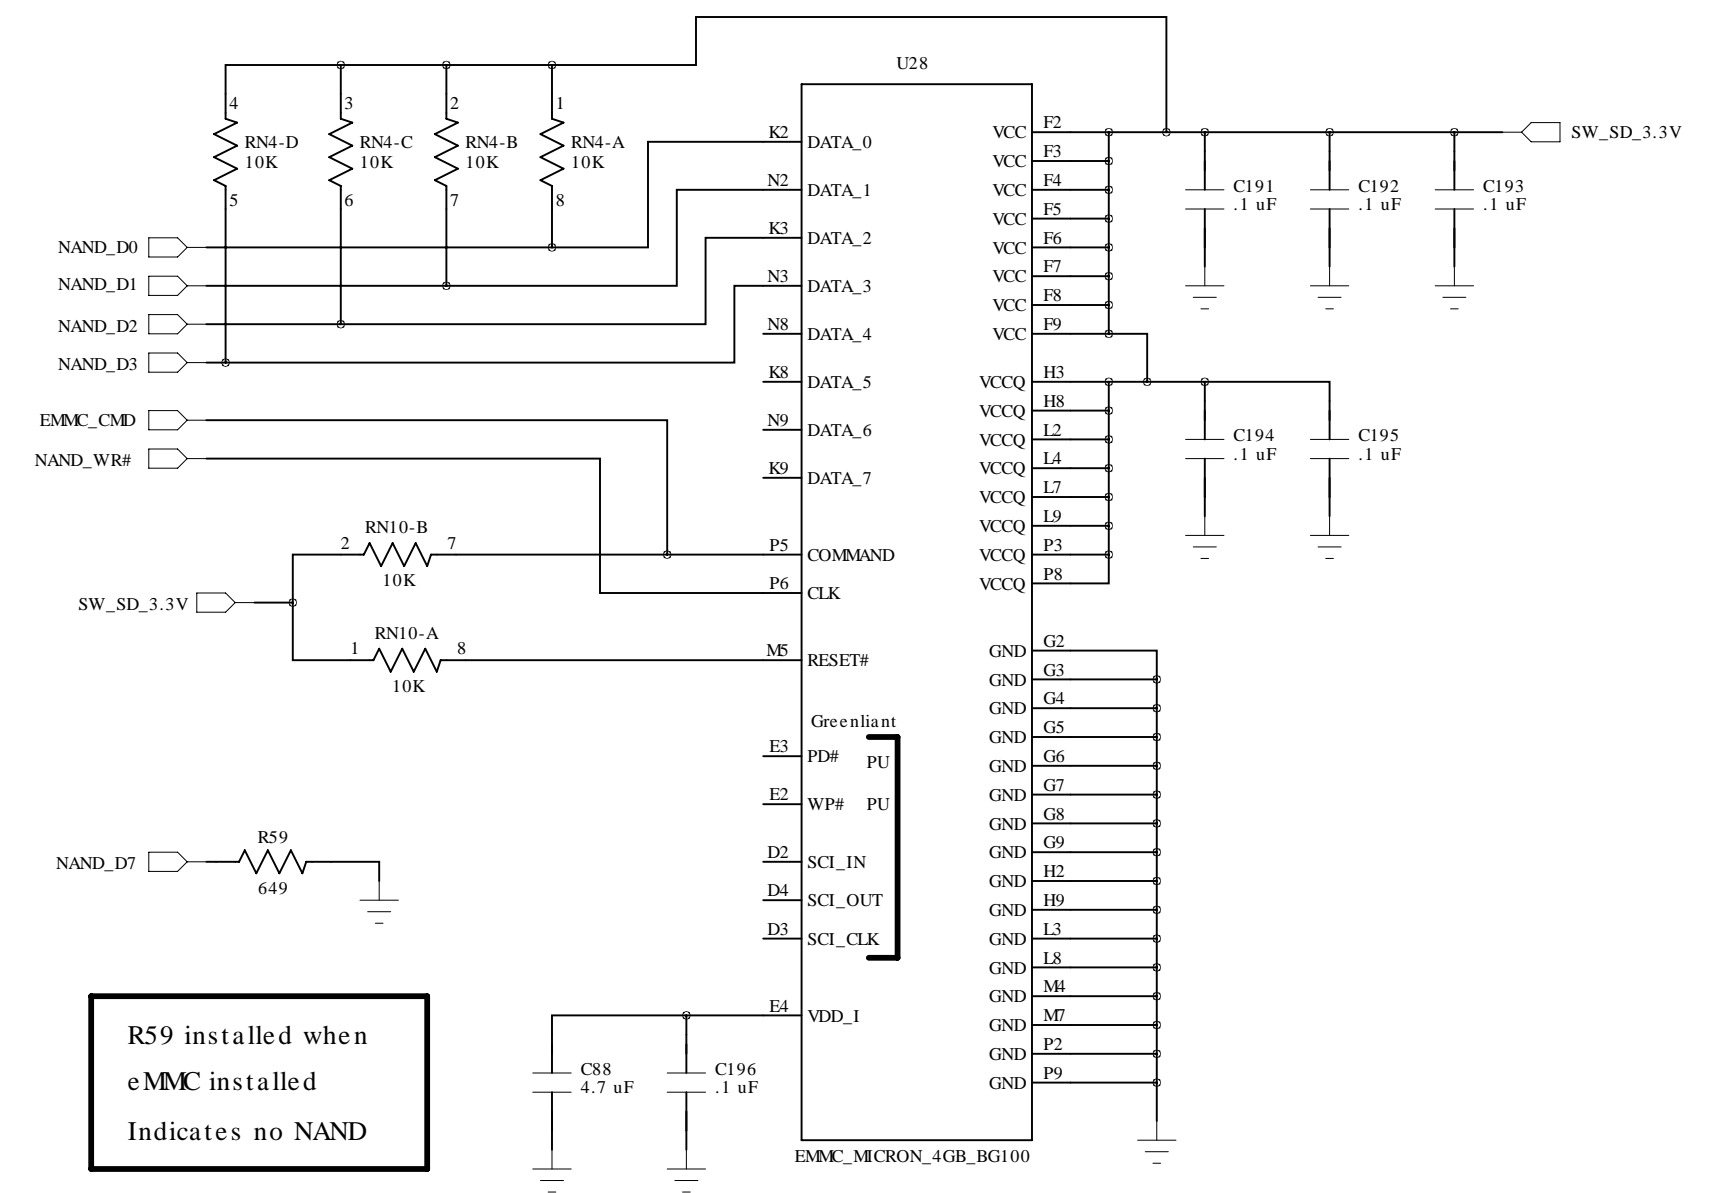 U28
4
3
2
1
RN4-D
10K
RN4-C
10K
RN4-B
10K
RN4-A
10K
5
6
7
8
NAND_D0
NAND_D1
NAND_D2
NAND_D3
EMMC_CMD
NAND_WR#
RN10-B
2
7
10K
SW_SD_3.3V
RN10-A
1
8
10K
K2 DATA_0
N2 DATA_1
K3 DATA_2
N3 DATA_3
N8 DATA_4
K8 DATA_5
N9 DATA_6
K9 DATA_7
P5 COMMAND
P6 CLK
M5 RESET#
Greenliant
E3 PD# PU
E2 WP# PU
D2 SCI_IN
D4 SCI_OUT
D3 SCI_CLK
E4 VDD_I
VCC F2
VCC F3
VCC F4
VCC F5
VCC F6
VCC F7
VCC F8
VCC F9
VCCQ H3
VCCQ H8
VCCQ L2
VCCQ L4
VCCQ L7
VCCQ L9
VCCQ P3
VCCQ P8
GND G2
GND G3
GND G4
GND G5
GND G6
GND G7
GND G8
GND G9
GND H2
GND H9
GND L3
GND L8
GND M4
GND M7
GND P2
GND P9
SW_SD_3.3V
C191
.1 uF
C192
.1 uF
C193
.1 uF
C194
.1 uF
C195
.1 uF
NAND_D7
R59
649
C88
4.7 uF
C196
.1 uF
EMMC_MICRON_4GB_BG100
R59 installed when
eMMC installed
Indicates no NAND